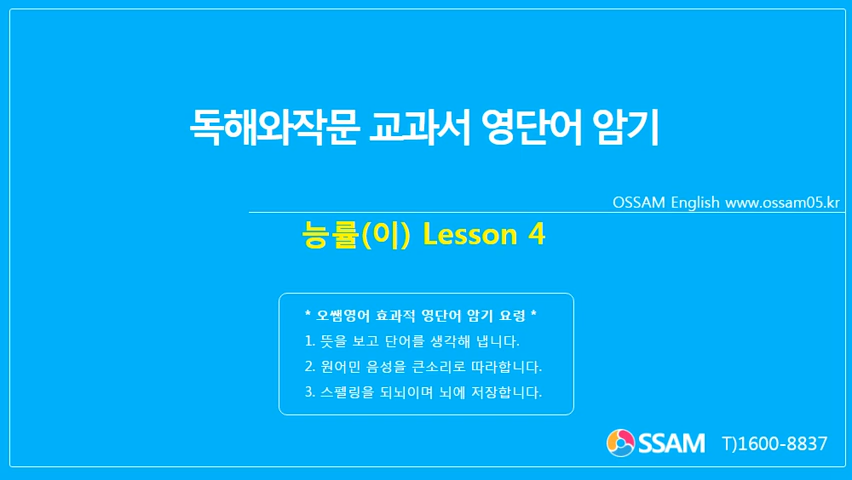 독해와작문 교과서 영단어 암기
OSSAM English www.ossam05.kr
능률(이) Lesson 4
* 오쌤영어 효과적 영단어 암기 요령 *
1. 뜻을 보고 단어를 생각해 냅니다.
2. 원어민 음성을 큰소리로 따라합니다.
3. 스펠링을 되뇌이며 뇌에 저장합니다.
OSSAM T)1600-8837